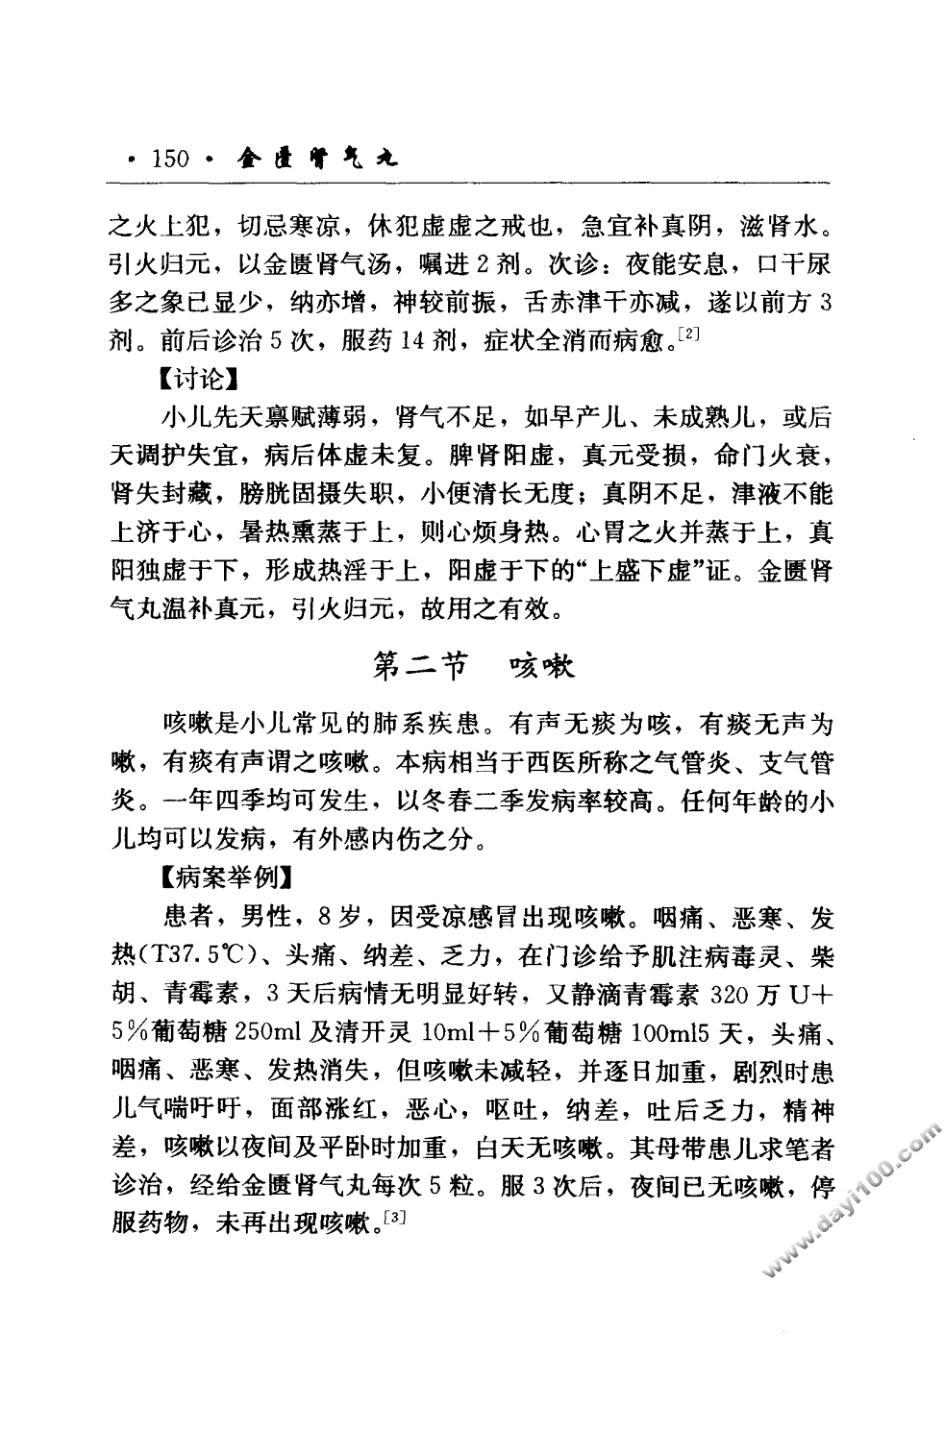 · 150 · 金匮肾气丸
之火上犯，切忌寒凉，休犯虚虚之戒也，急宜补真阴，滋肾水。
引火归元，以金匮肾气汤，嘱进 2 剂。次诊：夜能安息，口干尿
多之象已显少，纳亦增，神较前振，舌赤津干亦减，遂以前方 3
剂。前后诊治 5 次，服药 14 剂，症状全消而病愈。[2]
【讨论】
小儿先天禀赋薄弱，肾气不足，如早产儿、未成熟儿，或后
天调护失宜，病后体虚未复。脾肾阳虚，真元受损，命门火衰，
肾失封藏，膀胱固摄失职，小便清长无度；真阴不足，津液不能
上济于心，暑热熏蒸于上，则心烦身热。心胃之火并蒸于上，真
阳独虚于下，形成热淫于上，阳虚于下的“上盛下虚”证。金匮肾
气丸温补真元，引火归元，故用之有效。
第二节 咳嗽
咳嗽是小儿常见的肺系疾患。有声无痰为咳，有痰无声为
嗽，有痰有声谓之咳嗽。本病相当于西医所称之气管炎、支气管
炎。一年四季均可发生，以冬春二季发病率较高。任何年龄的小
儿均可以发病，有外感内伤之分。
【病案举例】
患者，男性，8 岁，因受凉感冒出现咳嗽。咽痛、恶寒、发
热(T37.5℃)、头痛、纳差、乏力，在门诊给予肌注病毒灵、柴
胡、青霉素，3 天后病情无明显好转，又静滴青霉素 320 万 U＋
5％葡萄糖 250ml 及清开灵 10ml＋5％葡萄糖 100ml5 天，头痛、
咽痛、恶寒、发热消失，但咳嗽未减轻，并逐日加重，剧烈时患
儿气喘吁吁，面部涨红，恶心，呕吐，纳差，吐后乏力，精神
差，咳嗽以夜间及平卧时加重，白天无咳嗽。其母带患儿求笔者
诊治，经给金匮肾气丸每次 5 粒。服 3 次后，夜间已无咳嗽，停
服药物，未再出现咳嗽。[3]
www.dayi100.com